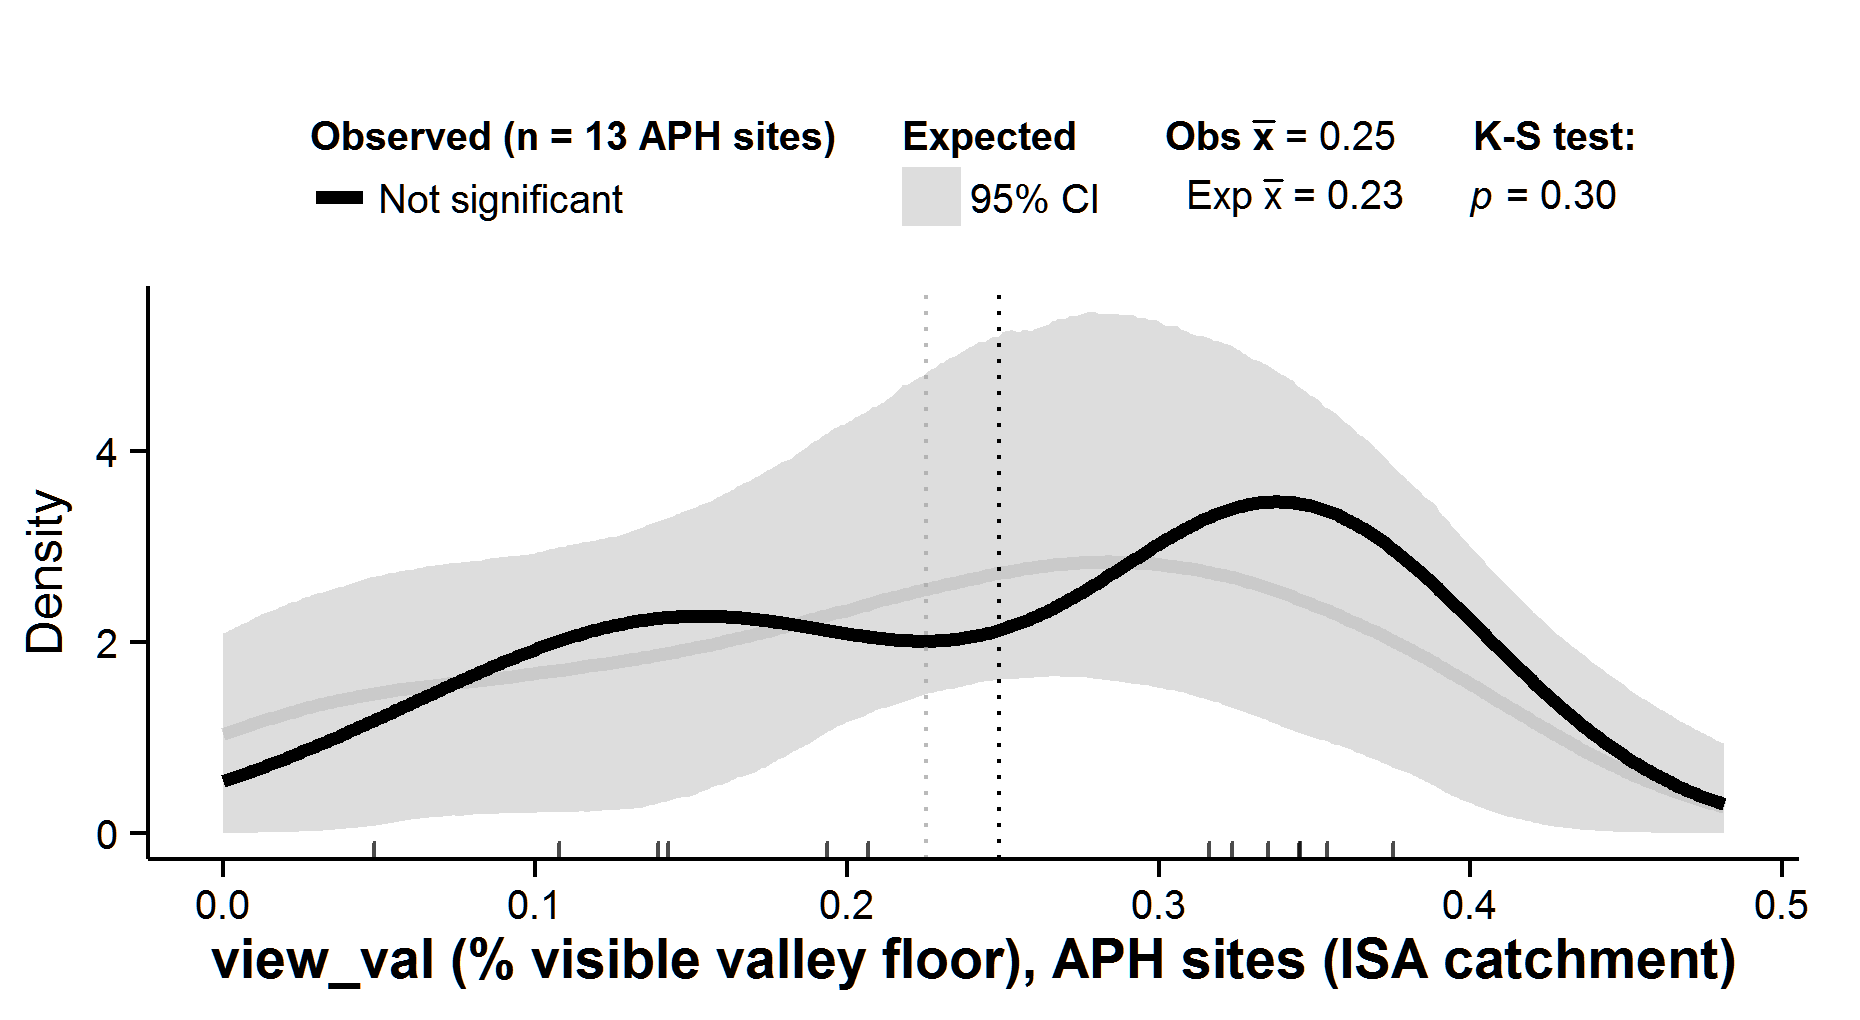 Observed (n = 13 APH sites) Expected Obs x̅ = 0.25 K-S test:
Not significant 95% CI Exp x̅ = 0.23 p = 0.30
Density
4
2
0
0.0 0.1 0.2 0.3 0.4 0.5
view_val (% visible valley floor), APH sites (ISA catchment)